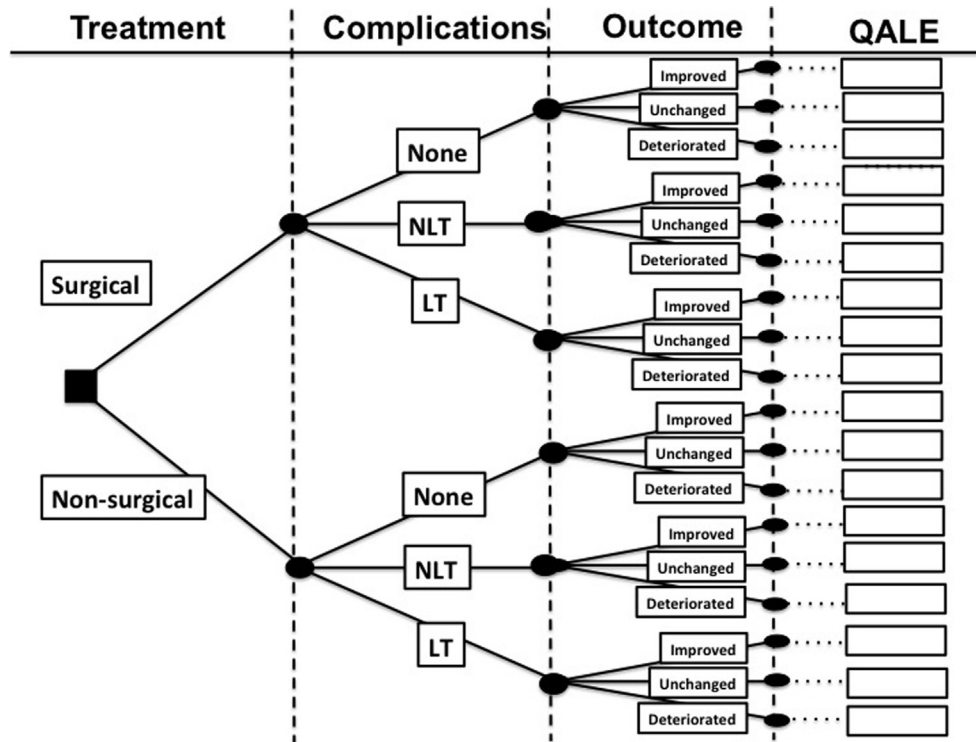 Treatment Complications Outcome QALE
Improved
Unchanged
Deteriorated
None
Improved
Unchanged
Deteriorated
NLT
Surgical
LT
Improved
Unchanged
Deteriorated
Improved
Unchanged
Deteriorated
None
Non-surgical
Improved
Unchanged
Deteriorated
NLT
LT
Improved
Unchanged
Deteriorated